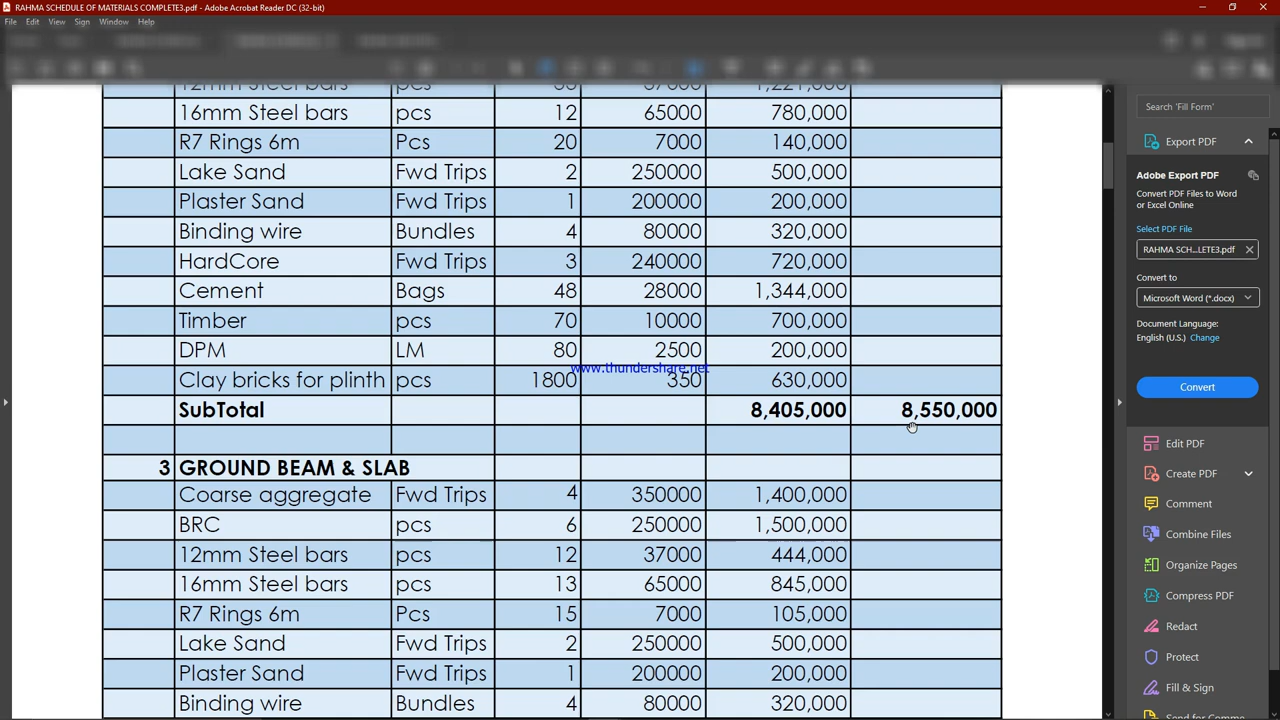 RAHMA SCHEDULE OF MATERIALS COMPLETE3.pdf - Adobe Acrobat Reader DC (32-bit)
File Edit View Sign Window Help
12mm Steel bars pcs 1,221,000
16mm Steel bars pcs 12 65000 780,000
R7 Rings 6m Pcs 20 7000 140,000
Lake Sand Fwd Trips 2 250000 500,000
Plaster Sand Fwd Trips 1 200000 200,000
Binding wire Bundles 4 80000 320,000
HardCore Fwd Trips 3 240000 720,000
Cement Bags 48 28000 1,344,000
Timber pcs 70 10000 700,000
DPM LM 80 2500 200,000
www.thundershare.net
Clay bricks for plinth pcs 1800 350 630,000
SubTotal 8,405,000 8,550,000
3 GROUND BEAM & SLAB
Coarse aggregate Fwd Trips 4 350000 1,400,000
BRC pcs 6 250000 1,500,000
12mm Steel bars pcs 12 37000 444,000
16mm Steel bars pcs 13 65000 845,000
R7 Rings 6m Pcs 15 7000 105,000
Lake Sand Fwd Trips 2 250000 500,000
Plaster Sand Fwd Trips 1 200000 200,000
Binding wire Bundles 4 80000 320,000
Search 'Fill Form'
Export PDF
Adobe Export PDF
Convert PDF Files to Word
or Excel Online
Select PDF File
RAHMA SCH...LETE3.pdf
Convert to
Microsoft Word (*.docx)
Document Language:
English (U.S.) Change
Convert
Edit PDF
Create PDF
Comment
Combine Files
Organize Pages
Compress PDF
Redact
Protect
Fill & Sign
Send for Comme